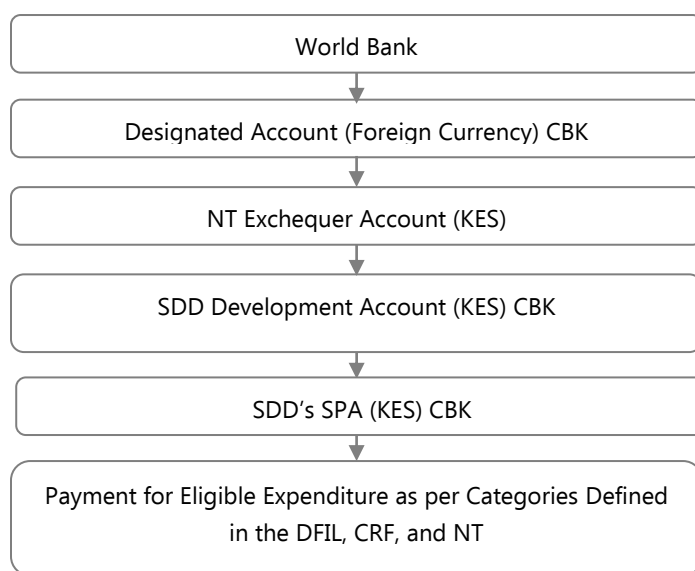 World Bank
Designated Account (Foreign Currency) CBK
NT Exchequer Account (KES)
SDD Development Account (KES) CBK
SDD’s SPA (KES) CBK
Payment for Eligible Expenditure as per Categories Defined
in the DFIL, CRF, and NT